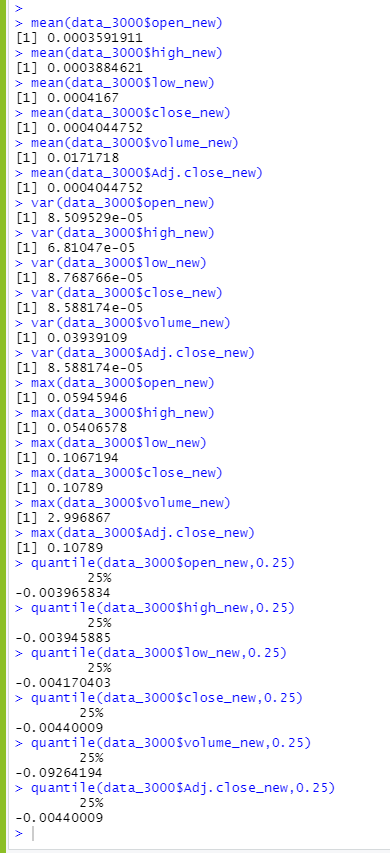 >
> mean(data_3000$open_new)
[1] 0.0003591911
> mean(data_3000$high_new)
[1] 0.0003884621
> mean(data_3000$low_new)
[1] 0.0004167
> mean(data_3000$close_new)
[1] 0.0004044752
> mean(data_3000$volume_new)
[1] 0.0171718
> mean(data_3000$Adj.close_new)
[1] 0.0004044752
> var(data_3000$open_new)
[1] 8.509529e-05
> var(data_3000$high_new)
[1] 6.81047e-05
> var(data_3000$low_new)
[1] 8.768766e-05
> var(data_3000$close_new)
[1] 8.588174e-05
> var(data_3000$volume_new)
[1] 0.03939109
> var(data_3000$Adj.close_new)
[1] 8.588174e-05
> max(data_3000$open_new)
[1] 0.05945946
> max(data_3000$high_new)
[1] 0.05406578
> max(data_3000$low_new)
[1] 0.1067194
> max(data_3000$close_new)
[1] 0.10789
> max(data_3000$volume_new)
[1] 2.996867
> max(data_3000$Adj.close_new)
[1] 0.10789
> quantile(data_3000$open_new,0.25)
25%
-0.003965834
> quantile(data_3000$high_new,0.25)
25%
-0.003945885
> quantile(data_3000$low_new,0.25)
25%
-0.004170403
> quantile(data_3000$close_new,0.25)
25%
-0.00440009
> quantile(data_3000$volume_new,0.25)
25%
-0.09264194
> quantile(data_3000$Adj.close_new,0.25)
25%
-0.00440009
>